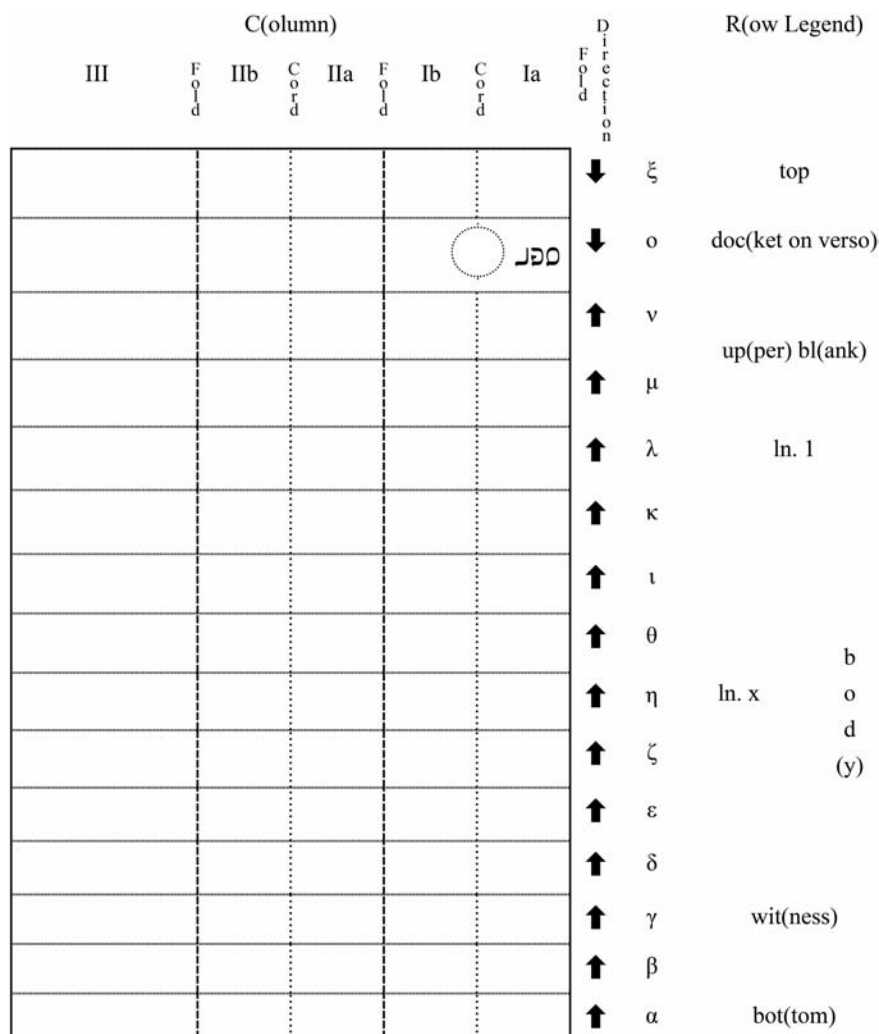 C(olumn)
R(ow Legend)
III Fold IIb Cord IIa Fold Ib Cord Ia Fold Direction
ξ top
ספר ο doc(ket on verso)
ν
up(per) bl(ank)
μ
λ ln. 1
κ
ι
θ
η ln. x bod(y)
ζ
ε
δ
γ wit(ness)
β
α bot(tom)